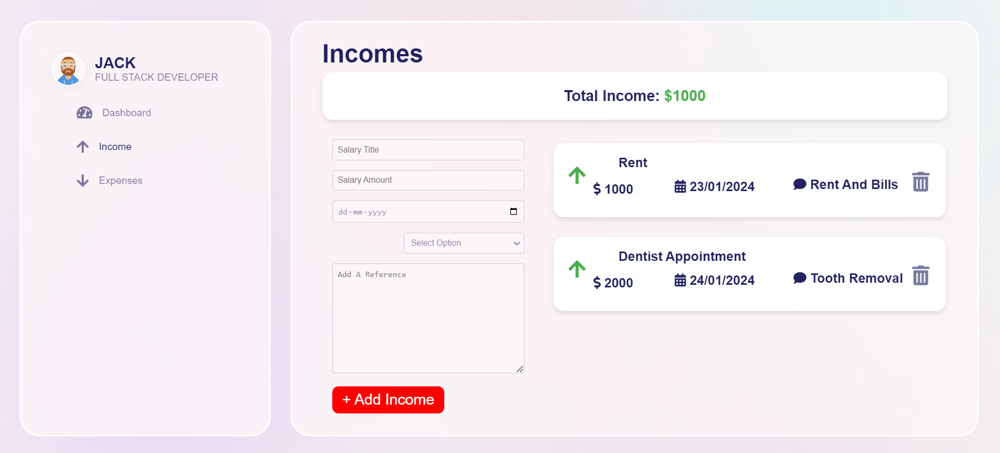 JACK
FULL STACK DEVELOPER
Dashboard
Income
Expenses
Incomes
Total Income: $1000
Salary Title
Salary Amount
dd-mm-yyyy
Select Option
Add A Reference
+ Add Income
Rent
$ 1000 23/01/2024 Rent And Bills
Dentist Appointment
$ 2000 24/01/2024 Tooth Removal